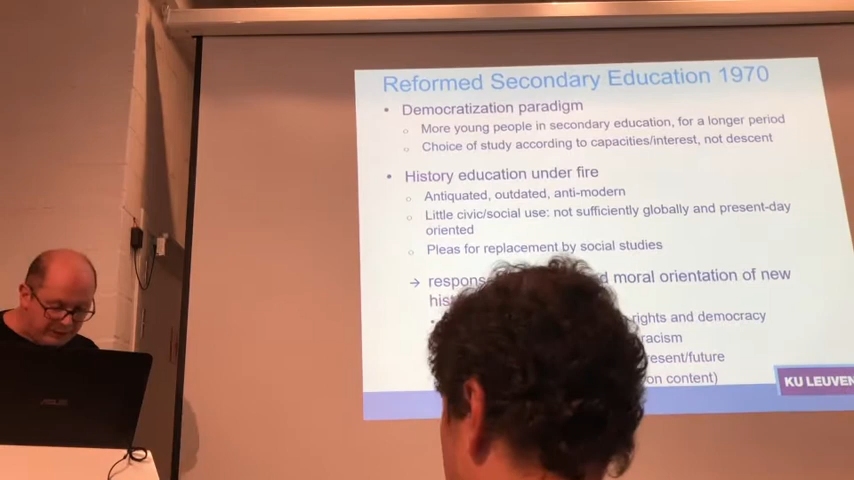 Reformed Secondary Education 1970
• Democratization paradigm
○ More young people in secondary education, for a longer period
○ Choice of study according to capacities/interest, not descent
• History education under fire
○ Antiquated, outdated, anti-modern
○ Little civic/social use: not sufficiently globally and present-day
oriented
○ Pleas for replacement by social studies
→ moral orientation of new
rights and democracy
racism
/future
on content)
KU LEUVEN
ASUS